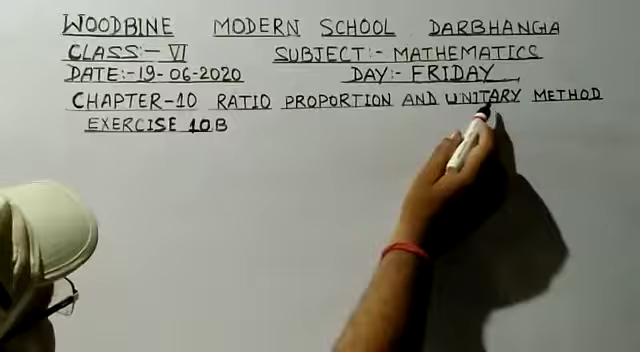 WOODBINE MODERN SCHOOL DARBHANGA
CLASS:- VI SUBJECT:- MATHEMATICS
DATE:-19-06-2020 DAY:- FRIDAY
CHAPTER-10 RATIO PROPORTION AND UNITARY METHOD
EXERCISE 10B